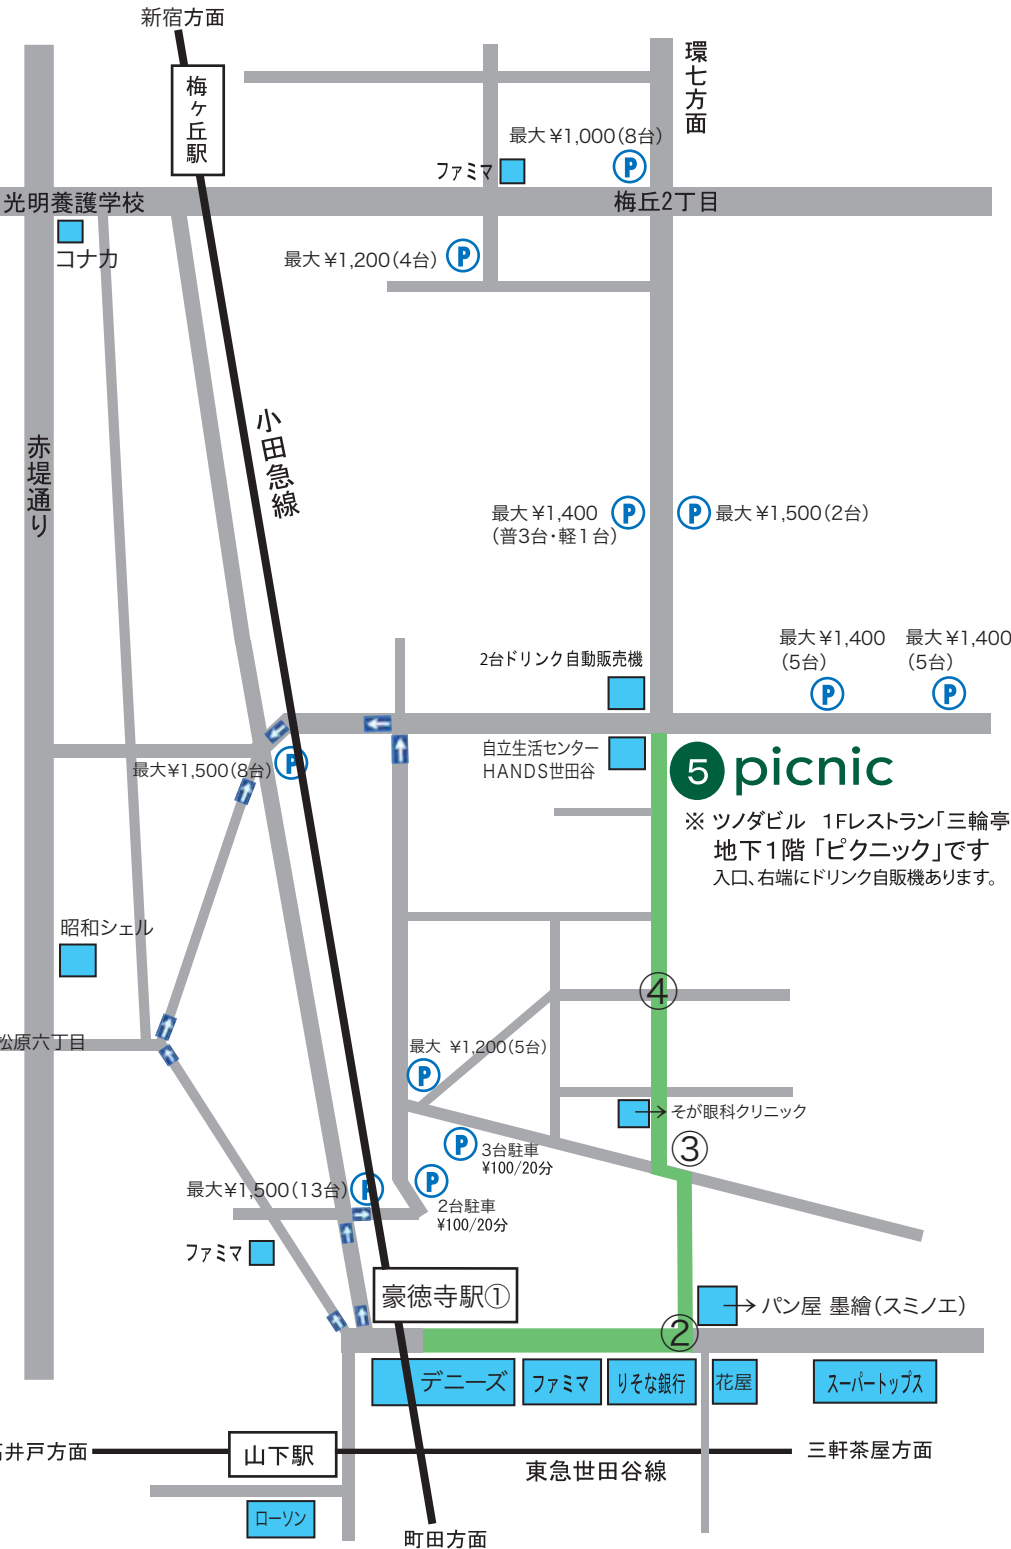 新宿方面
梅ヶ丘駅
環七方面
最大¥1,000(8台)
P
ファミマ
光明養護学校
梅丘2丁目
コナカ
最大¥1,200(4台)
P
小田急線
赤堤通り
最大¥1,400
(普3台・軽1台)
P
P
最大¥1,500(2台)
2台ドリンク自動販売機
最大¥1,400
(5台)
P
最大¥1,400
(5台)
P
自立生活センター
HANDS世田谷
5 picnic
※ ツノダビル 1Fレストラン「三輪亭
地下1階「ピクニック」です
入口、右端にドリンク自販機あります。
最大¥1,500(8台)
P
昭和シェル
④
松原六丁目
最大 ¥1,200(5台)
P
そが眼科クリニック
③
P
3台駐車
¥100/20分
P
2台駐車
¥100/20分
最大¥1,500(13台)
P
ファミマ
豪徳寺駅①
パン屋 墨繪(スミノエ)
②
デニーズ
ファミマ
りそな銀行
花屋
スーパートップス
井戸方面
山下駅
三軒茶屋方面
東急世田谷線
ローソン
町田方面